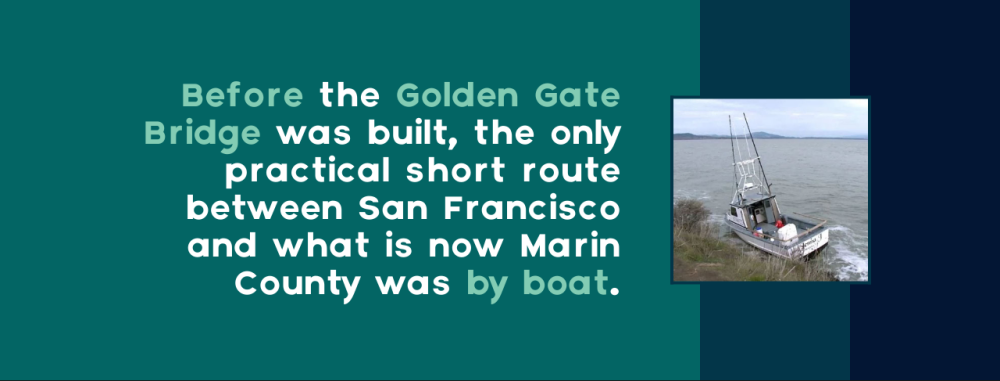 Before the Golden Gate
Bridge was built, the only
practical short route
between San Francisco
and what is now Marin
County was by boat.